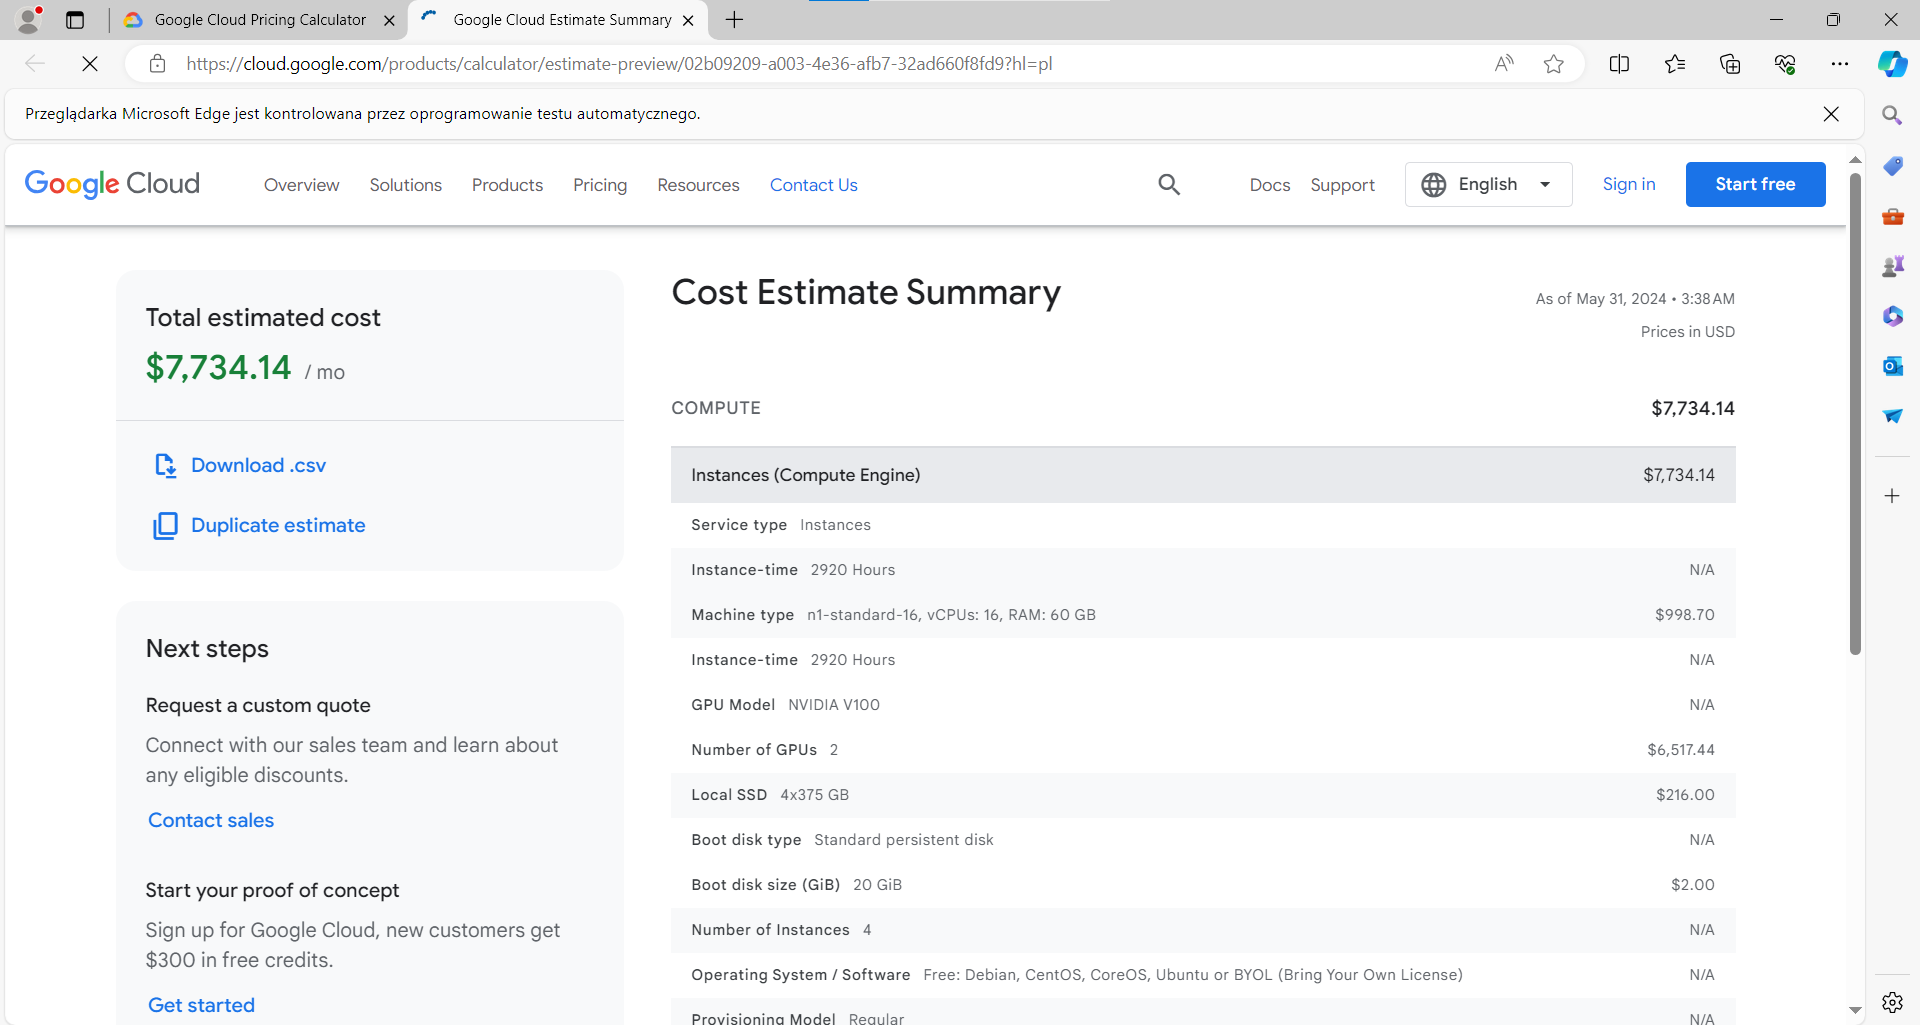 Google Cloud Pricing Calculator
Google Cloud Estimate Summary
https://cloud.google.com/products/calculator/estimate-preview/02b09209-a003-4e36-afb7-32ad660f8fd9?hl=pl
Przeglądarka Microsoft Edge jest kontrolowana przez oprogramowanie testu automatycznego.
Google Cloud Overview Solutions Products Pricing Resources Contact Us Docs Support English Sign in Start free
Total estimated cost
$7,734.14 / mo
Download .csv
Duplicate estimate
Next steps
Request a custom quote
Connect with our sales team and learn about
any eligible discounts.
Contact sales
Start your proof of concept
Sign up for Google Cloud, new customers get
$300 in free credits.
Get started
Cost Estimate Summary
As of May 31, 2024 • 3:38 AM
Prices in USD
COMPUTE $7,734.14
Instances (Compute Engine) $7,734.14
Service type Instances
Instance-time 2920 Hours N/A
Machine type n1-standard-16, vCPUs: 16, RAM: 60 GB $998.70
Instance-time 2920 Hours N/A
GPU Model NVIDIA V100 N/A
Number of GPUs 2 $6,517.44
Local SSD 4x375 GB $216.00
Boot disk type Standard persistent disk N/A
Boot disk size (GiB) 20 GiB $2.00
Number of Instances 4 N/A
Operating System / Software Free: Debian, CentOS, CoreOS, Ubuntu or BYOL (Bring Your Own License) N/A
Provisioning Model Regular N/A